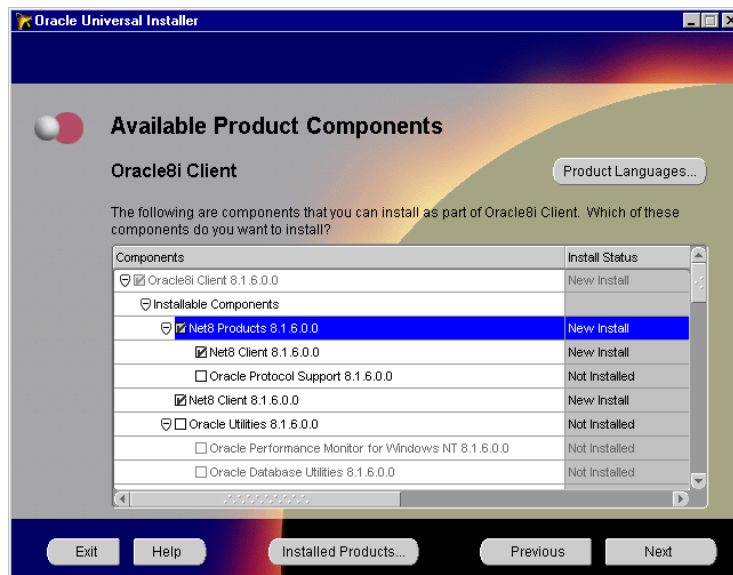 Oracle Universal Installer
Available Product Components
Oracle8i Client
Product Languages...
The following are components that you can install as part of Oracle8i Client. Which of these
components do you want to install?
Components Install Status
Oracle8i Client 8.1.6.0.0 New Install
Installable Components
Net8 Products 8.1.6.0.0 New Install
Net8 Client 8.1.6.0.0 New Install
Oracle Protocol Support 8.1.6.0.0 Not Installed
Net8 Client 8.1.6.0.0 New Install
Oracle Utilities 8.1.6.0.0 Not Installed
Oracle Performance Monitor for Windows NT 8.1.6.0.0 Not Installed
Oracle Database Utilities 8.1.6.0.0 Not Installed
Exit Help Installed Products... Previous Next